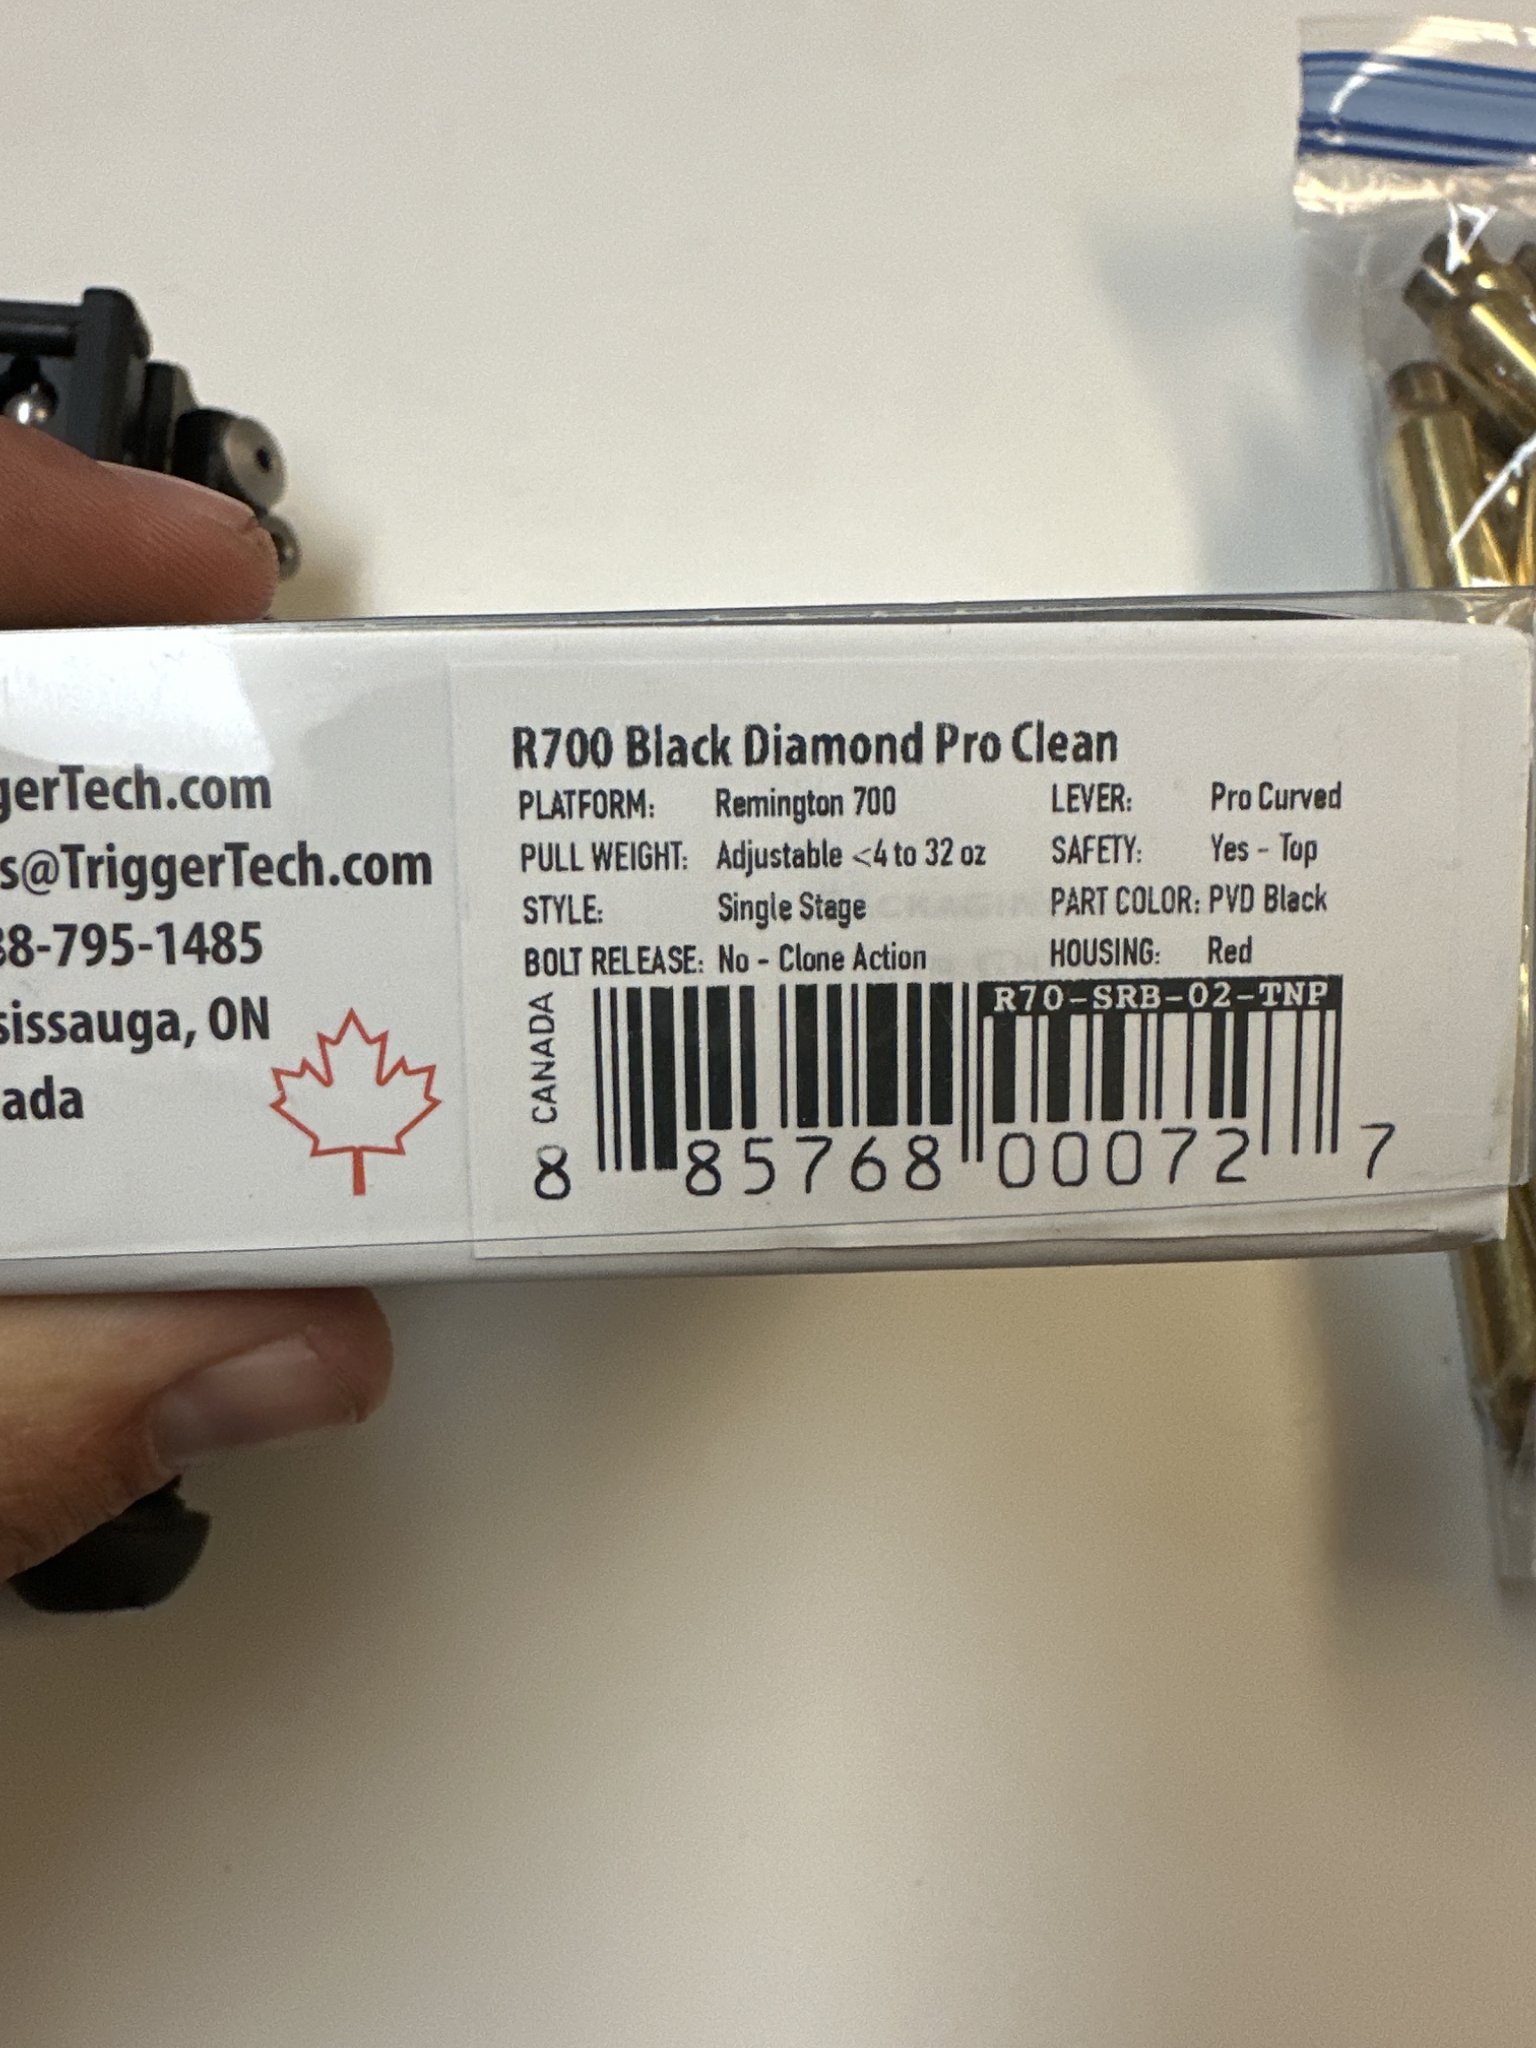 gerTech.com
s@TriggerTech.com
88-795-1485
sissauga, ON
ada
R700 Black Diamond Pro Clean
PLATFORM: Remington 700 LEVER: Pro Curved
PULL WEIGHT: Adjustable <4 to 32 oz SAFETY: Yes - Top
STYLE: Single Stage PART COLOR: PVD Black
BOLT RELEASE: No - Clone Action HOUSING: Red
CANADA
R70-SRB-02-TNP
8 85768 00072 7